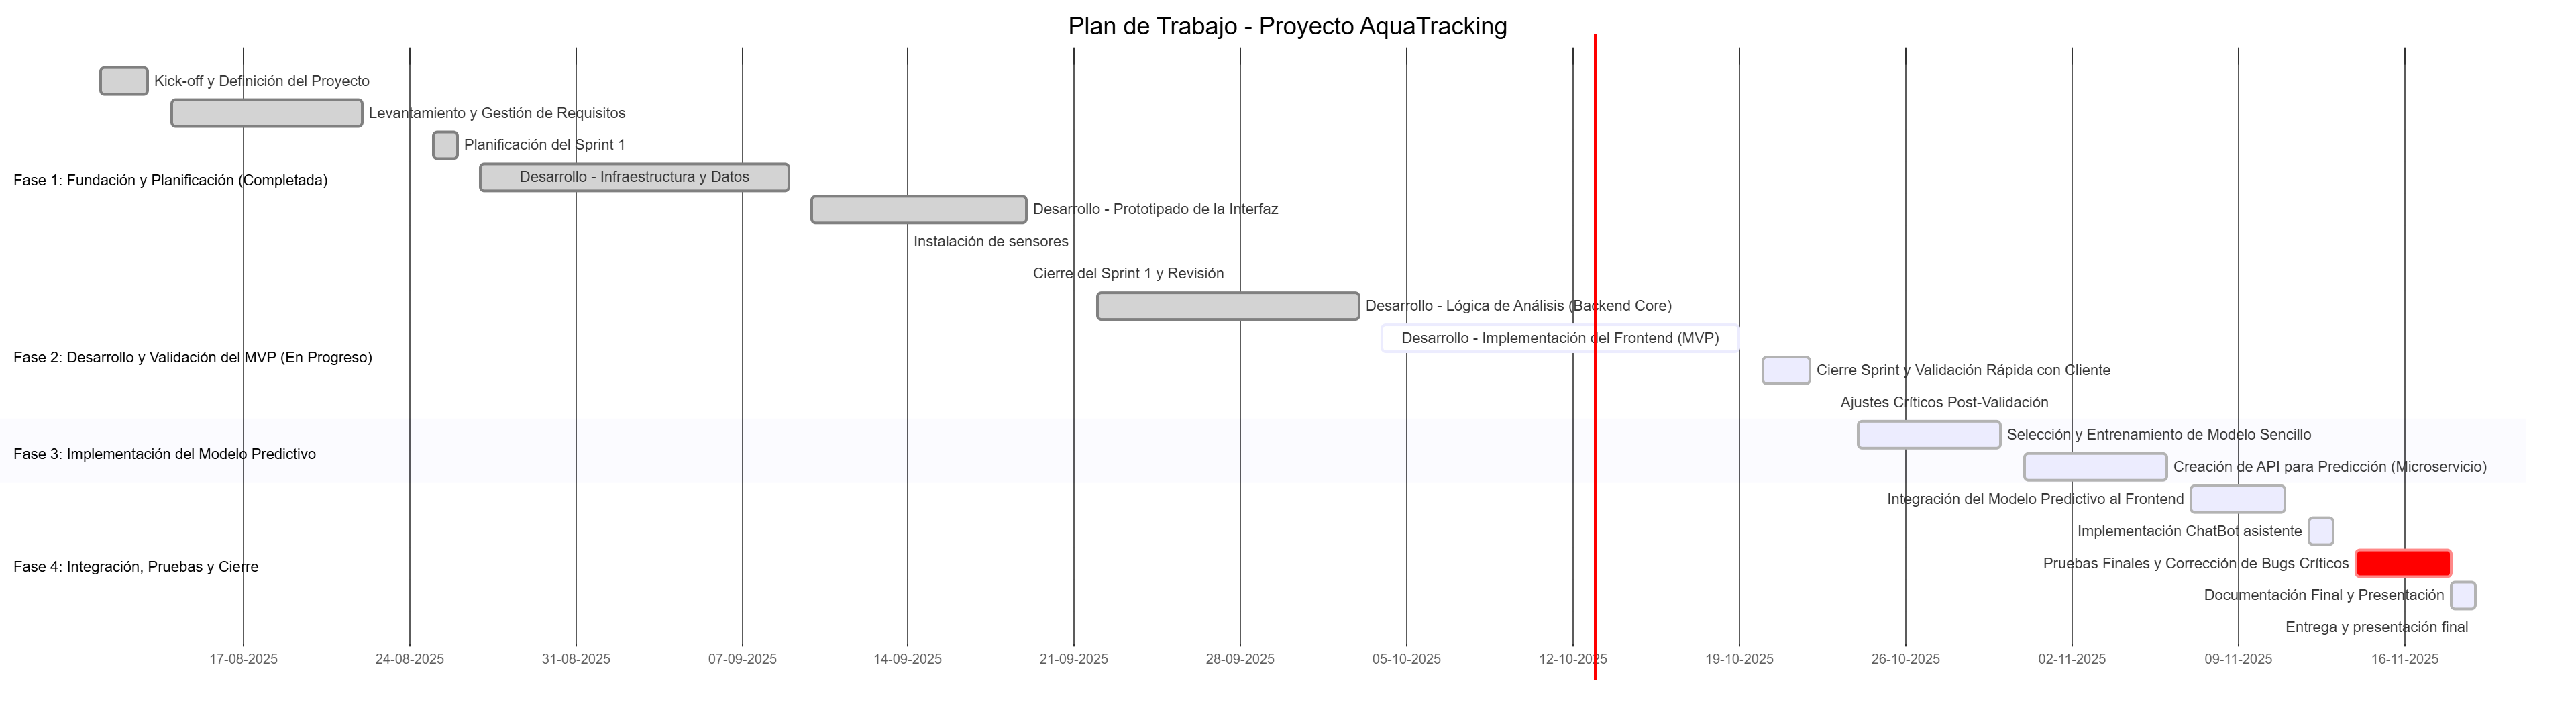 Plan de Trabajo - Proyecto AquaTracking
Kick-off y Definición del Proyecto
Levantamiento y Gestión de Requisitos
Planificación del Sprint 1
Fase 1: Fundación y Planificación (Completada)
Desarrollo - Infraestructura y Datos
Desarrollo - Prototipado de la Interfaz
Instalación de sensores
Cierre del Sprint 1 y Revisión
Desarrollo - Lógica de Análisis (Backend Core)
Desarrollo - Implementación del Frontend (MVP)
Fase 2: Desarrollo y Validación del MVP (En Progreso)
Cierre Sprint y Validación Rápida con Cliente
Ajustes Críticos Post-Validación
Selección y Entrenamiento de Modelo Sencillo
Fase 3: Implementación del Modelo Predictivo
Creación de API para Predicción (Microservicio)
Integración del Modelo Predictivo al Frontend
Implementación ChatBot asistente
Pruebas Finales y Corrección de Bugs Críticos
Fase 4: Integración, Pruebas y Cierre
Documentación Final y Presentación
Entrega y presentación final
17-08-2025 24-08-2025 31-08-2025 07-09-2025 14-09-2025 21-09-2025 28-09-2025 05-10-2025 12-10-2025 19-10-2025 26-10-2025 02-11-2025 09-11-2025 16-11-2025